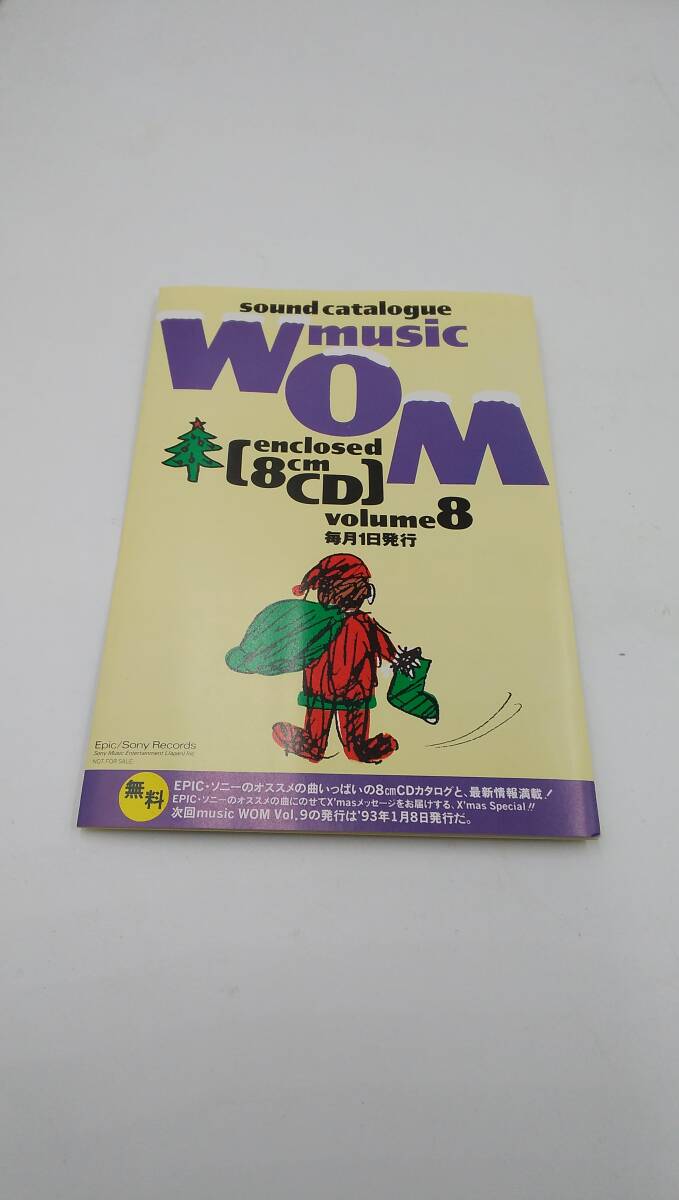 sound catalogue
music
WOM
[enclosed
8cm
CD]
volume8
毎月1日発行
Epic/Sony Records
Sony Music Entertainment (Japan) Inc.
NOT FOR SALE
無料
EPIC・ソニーのオススメの曲いっぱいの8cmCDカタログと、最新情報満載!
EPIC・ソニーのオススメの曲にのせてX'masメッセージをお届けする、X'mas Special!!
次回music WOM Vol.9の発行は'93年1月8日発行だ。